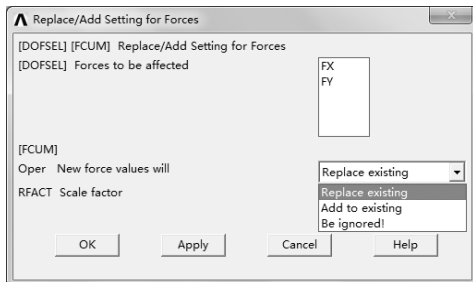 Replace/Add Setting for Forces
[DOFSEL] [FCUM] Replace/Add Setting for Forces
[DOFSEL] Forces to be affected
FX
FY
[FCUM]
Oper New force values will
Replace existing
RFACT Scale factor
Replace existing
Add to existing
Be ignored!
OK Apply Cancel Help